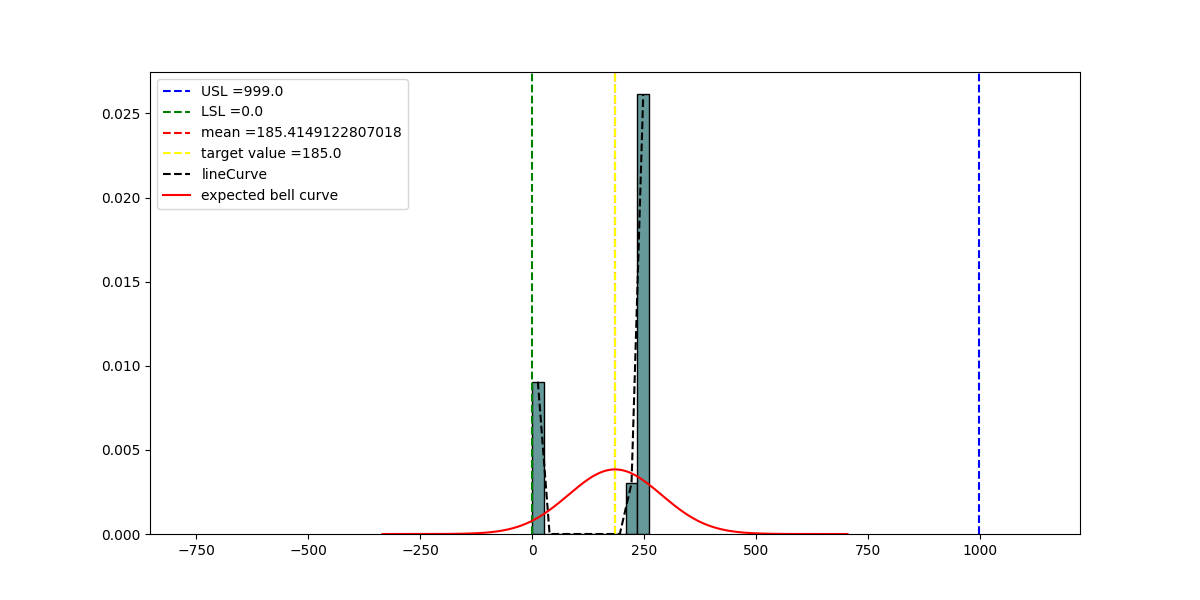 USL =999.0
LSL =0.0
mean =185.4149122807018
target value =185.0
lineCurve
expected bell curve
0.025
0.020
0.015
0.010
0.005
0.000
−750 −500 −250 0 250 500 750 1000